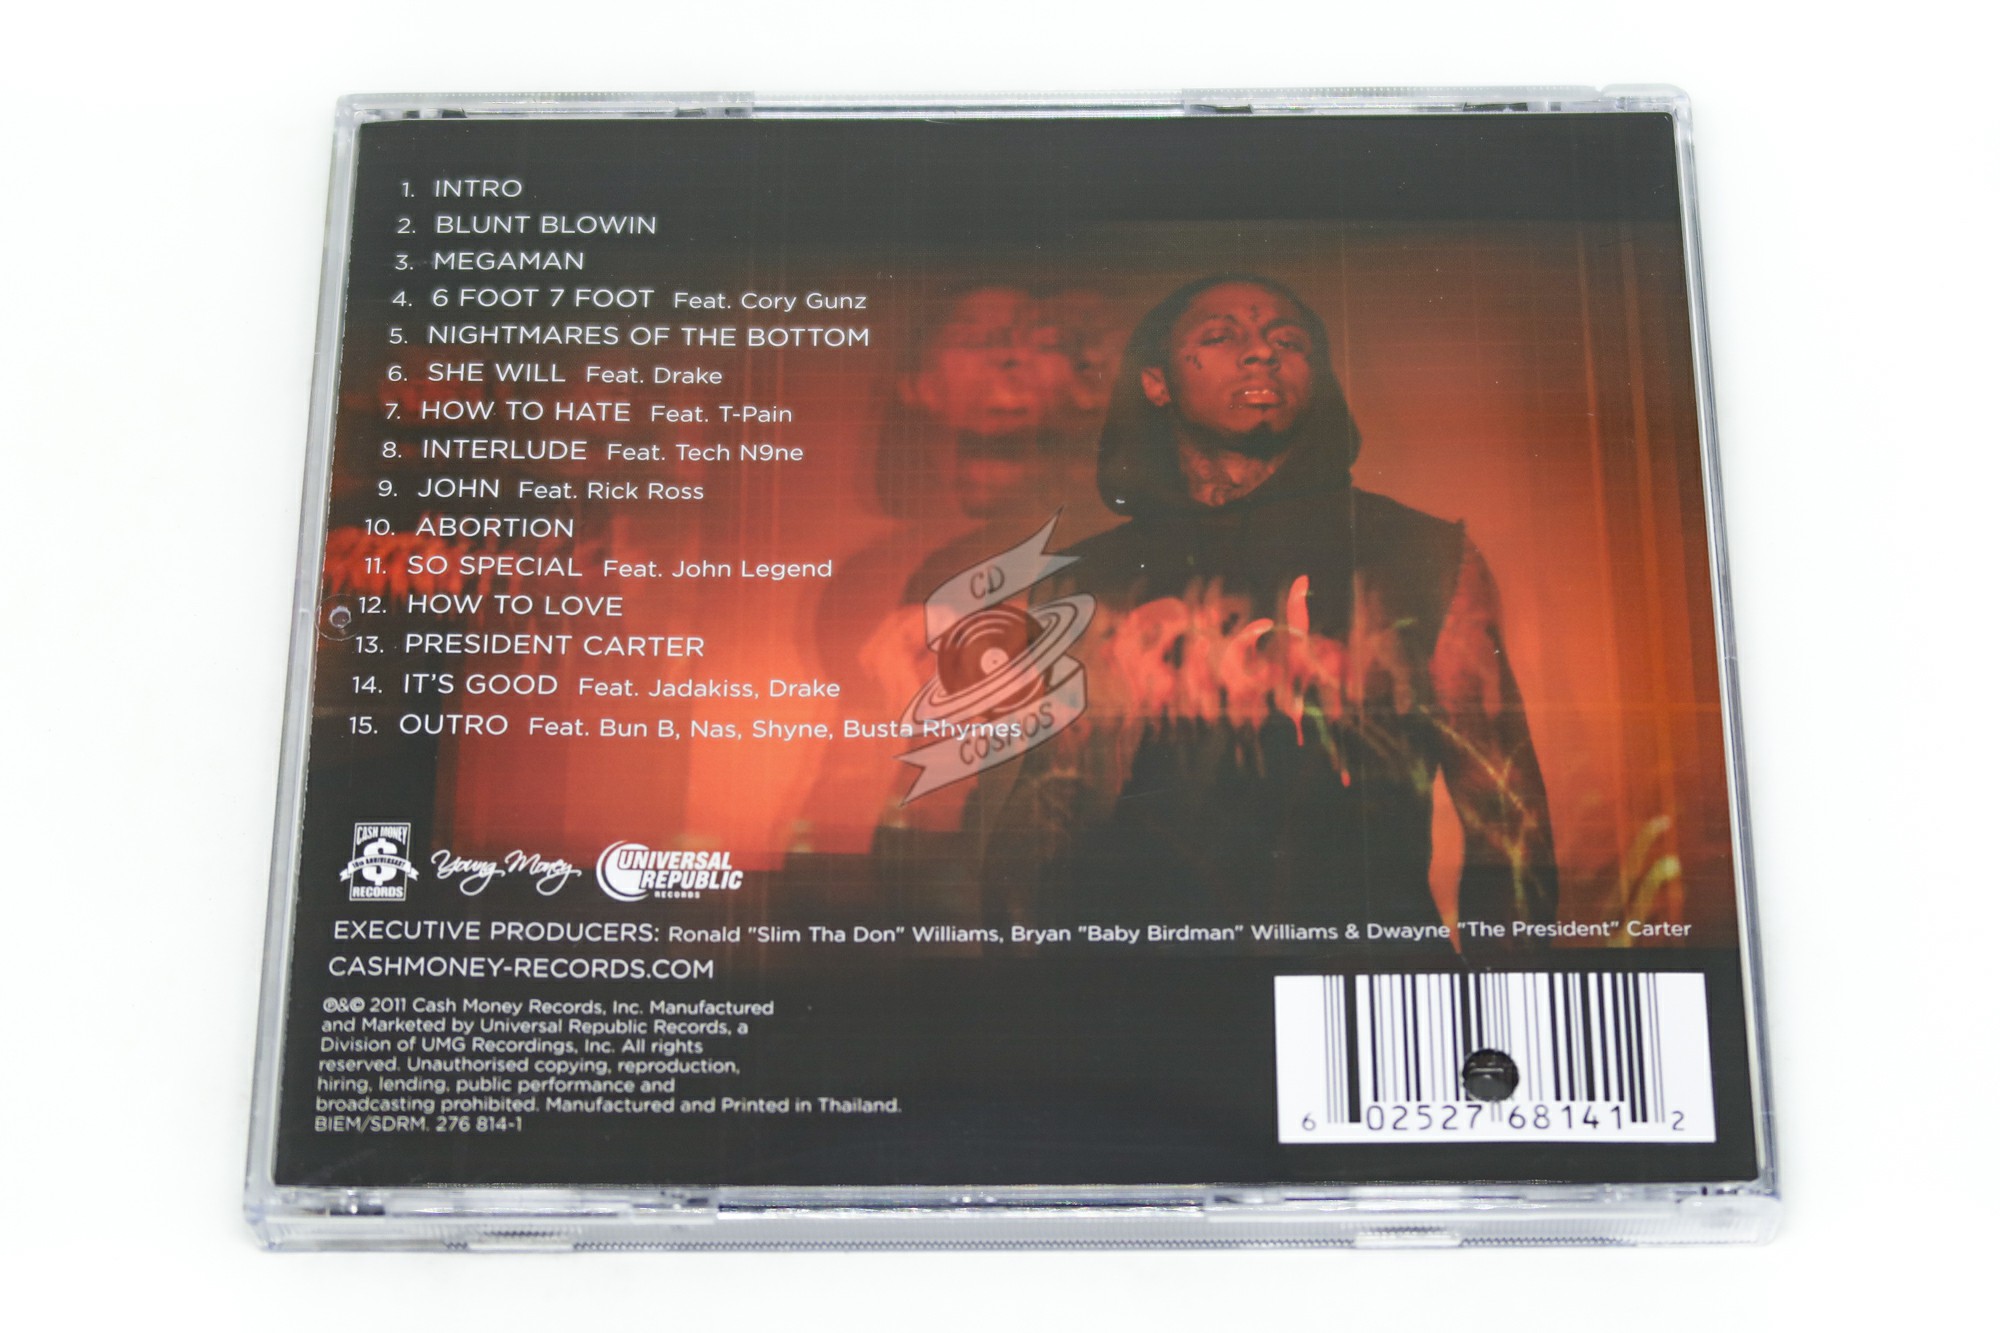 1. INTRO
2. BLUNT BLOWIN
3. MEGAMAN
4. 6 FOOT 7 FOOT Feat. Cory Gunz
5. NIGHTMARES OF THE BOTTOM
6. SHE WILL Feat. Drake
7. HOW TO HATE Feat. T-Pain
8. INTERLUDE Feat. Tech N9ne
9. JOHN Feat. Rick Ross
10. ABORTION
11. SO SPECIAL Feat. John Legend
12. HOW TO LOVE
13. PRESIDENT CARTER
14. IT'S GOOD Feat. Jadakiss, Drake
15. OUTRO Feat. Bun B, Nas, Shyne, Busta Rhymes
CD
COSMOS
CASH MONEY
ANNIVERSARY
$
RECORDS
Young Money
UNIVERSAL
REPUBLIC
RECORDS
EXECUTIVE PRODUCERS: Ronald "Slim Tha Don" Williams, Bryan "Baby Birdman" Williams & Dwayne "The President" Carter
CASHMONEY-RECORDS.COM
℗&© 2011 Cash Money Records, Inc. Manufactured
and Marketed by Universal Republic Records, a
Division of UMG Recordings, Inc. All rights
reserved. Unauthorised copying, reproduction,
hiring, lending, public performance and
broadcasting prohibited. Manufactured and Printed in Thailand.
BIEM/SDRM. 276 814-1
6 02527 68141 2